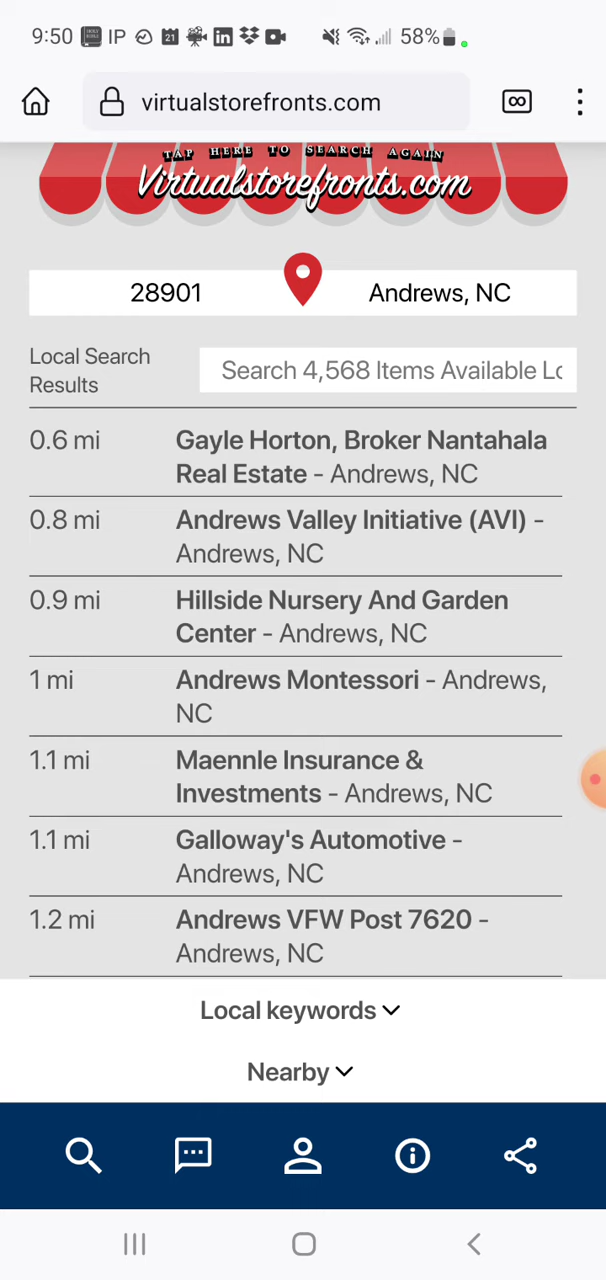 9:50 IP 21 in 58%
virtualstorefronts.com
TAP HERE TO SEARCH AGAIN
Virtualstorefronts.com
28901 Andrews, NC
Local Search
Results
Search 4,568 Items Available Lo
0.6 mi Gayle Horton, Broker Nantahala
Real Estate - Andrews, NC
0.8 mi Andrews Valley Initiative (AVI) -
Andrews, NC
0.9 mi Hillside Nursery And Garden
Center - Andrews, NC
1 mi Andrews Montessori - Andrews,
NC
1.1 mi Maennle Insurance &
Investments - Andrews, NC
1.1 mi Galloway's Automotive -
Andrews, NC
1.2 mi Andrews VFW Post 7620 -
Andrews, NC
Local keywords
Nearby